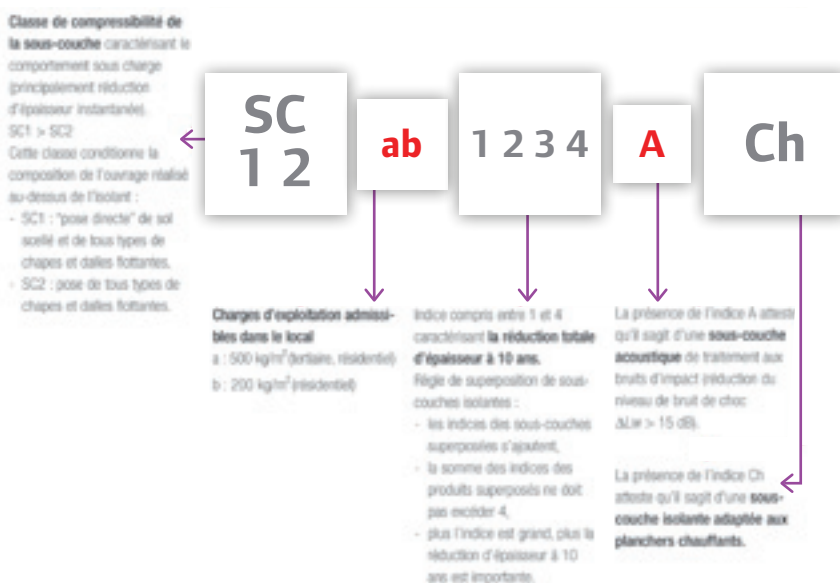 Classe de compressibilité de
la sous-couche caractérisant le
comportement sous charge
(principalement réduction
d'épaisseur instantanée).
SC1 > SC2
Cette classe conditionne la
composition de l'ouvrage réalisé
au-dessus de l'isolant :
- SC1 : "pose directe" de sol
scellé et de tous types de
chapes et dalles flottantes,
- SC2 : pose de tous types de
chapes et dalles flottantes.
SC
1 2
ab
1 2 3 4
A
Ch
Charges d'exploitation admissi-
bles dans le local
a : 500 kg/m² (tertiaire, résidentiel)
b : 200 kg/m² (résidentiel)
Indice compris entre 1 et 4
caractérisant la réduction totale
d'épaisseur à 10 ans.
Règle de superposition de sous-
couches isolantes :
- les indices des sous-couches
superposées s'ajoutent,
- la somme des indices des
produits superposés ne doit
pas excéder 4,
- plus l'indice est grand, plus la
réduction d'épaisseur à 10
ans est importante.
La présence de l'indice A atteste
qu'il sagit d'une sous-couche
acoustique de traitement aux
bruits d'impact (réduction du
niveau de bruit de choc
ΔLw > 15 dB).
La présence de l'indice Ch
atteste qu'il sagit d'une sous-
couche isolante adaptée aux
planchers chauffants.